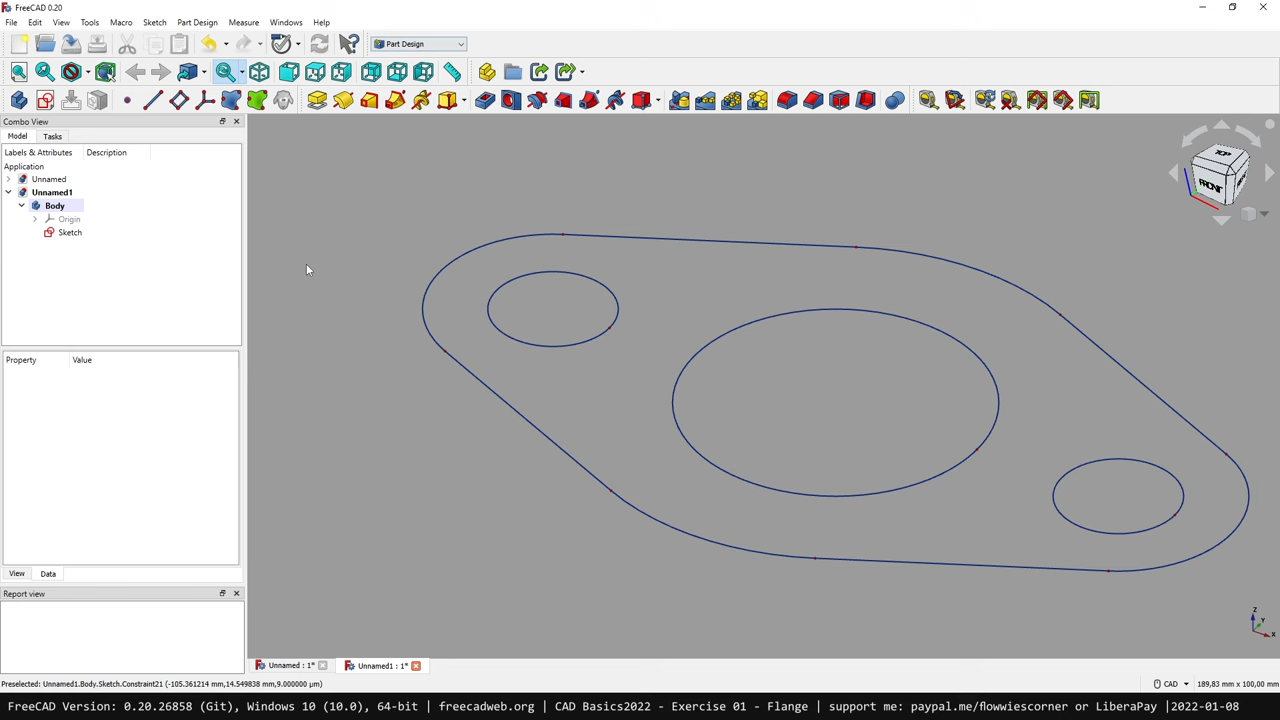 FreeCAD 0.20
File Edit View Tools Macro Sketch Part Design Measure Windows Help
Part Design
Combo View
Model Tasks
Labels & Attributes Description
Application
Unnamed
Unnamed1
Body
Origin
Sketch
TOP
FRONT
Property Value
View Data
Report view
Z
Y
X
Unnamed : 1* Unnamed1 : 1*
Preselected: Unnamed1.Body.Sketch.Constraint21 (-105.361214 mm,14.549838 mm,9.000000 µm) CAD 189,83 mm x 100,00 mm
FreeCAD Version: 0.20.26858 (Git), Windows 10 (10.0), 64-bit | freecadweb.org | CAD Basics2022 - Exercise 01 - Flange | support me: paypal.me/flowwiescorner or LiberaPay |2022-01-08